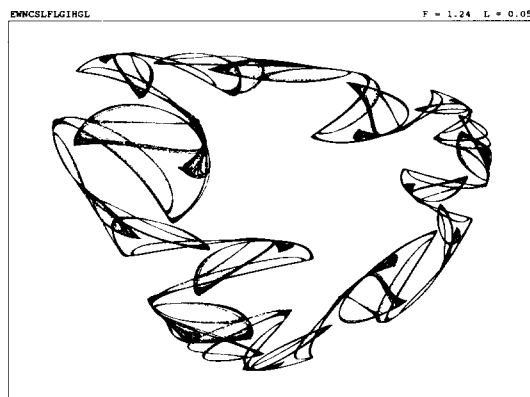 EWNCSLFLGIHGL
F = 1.24 L = 0.05